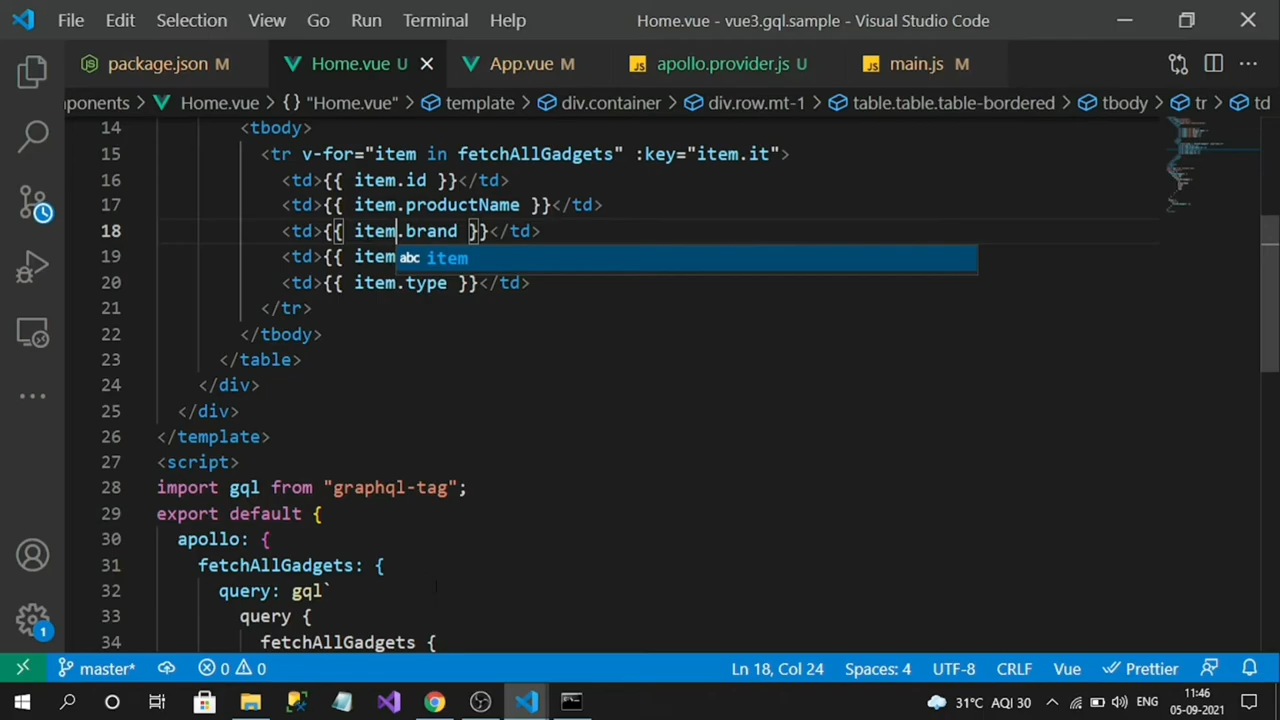 File Edit Selection View Go Run Terminal Help Home.vue - vue3.gql.sample - Visual Studio Code
package.json M Home.vue U App.vue M JS apollo.provider.js U JS main.js M
ponents > Home.vue > {} "Home.vue" > template > div.container > div.row.mt-1 > table.table.table-bordered > tbody > tr > td
14 <tbody>
15 <tr v-for="item in fetchAllGadgets" :key="item.it">
16 <td>{{ item.id }}</td>
17 <td>{{ item.productName }}</td>
18 <td>{{ item.brand }}</td>
19 <td>{{ item
abc item
20 <td>{{ item.type }}</td>
21 </tr>
22 </tbody>
23 </table>
24 </div>
25 </div>
26 </template>
27 <script>
28 import gql from "graphql-tag";
29 export default {
30 apollo: {
31 fetchAllGadgets: {
32 query: gql`
33 query {
34 fetchAllGadgets {
1
master* 0 0 Ln 18, Col 24 Spaces: 4 UTF-8 CRLF Vue Prettier
31°C AQI 30 ENG 11:46
05-09-2021